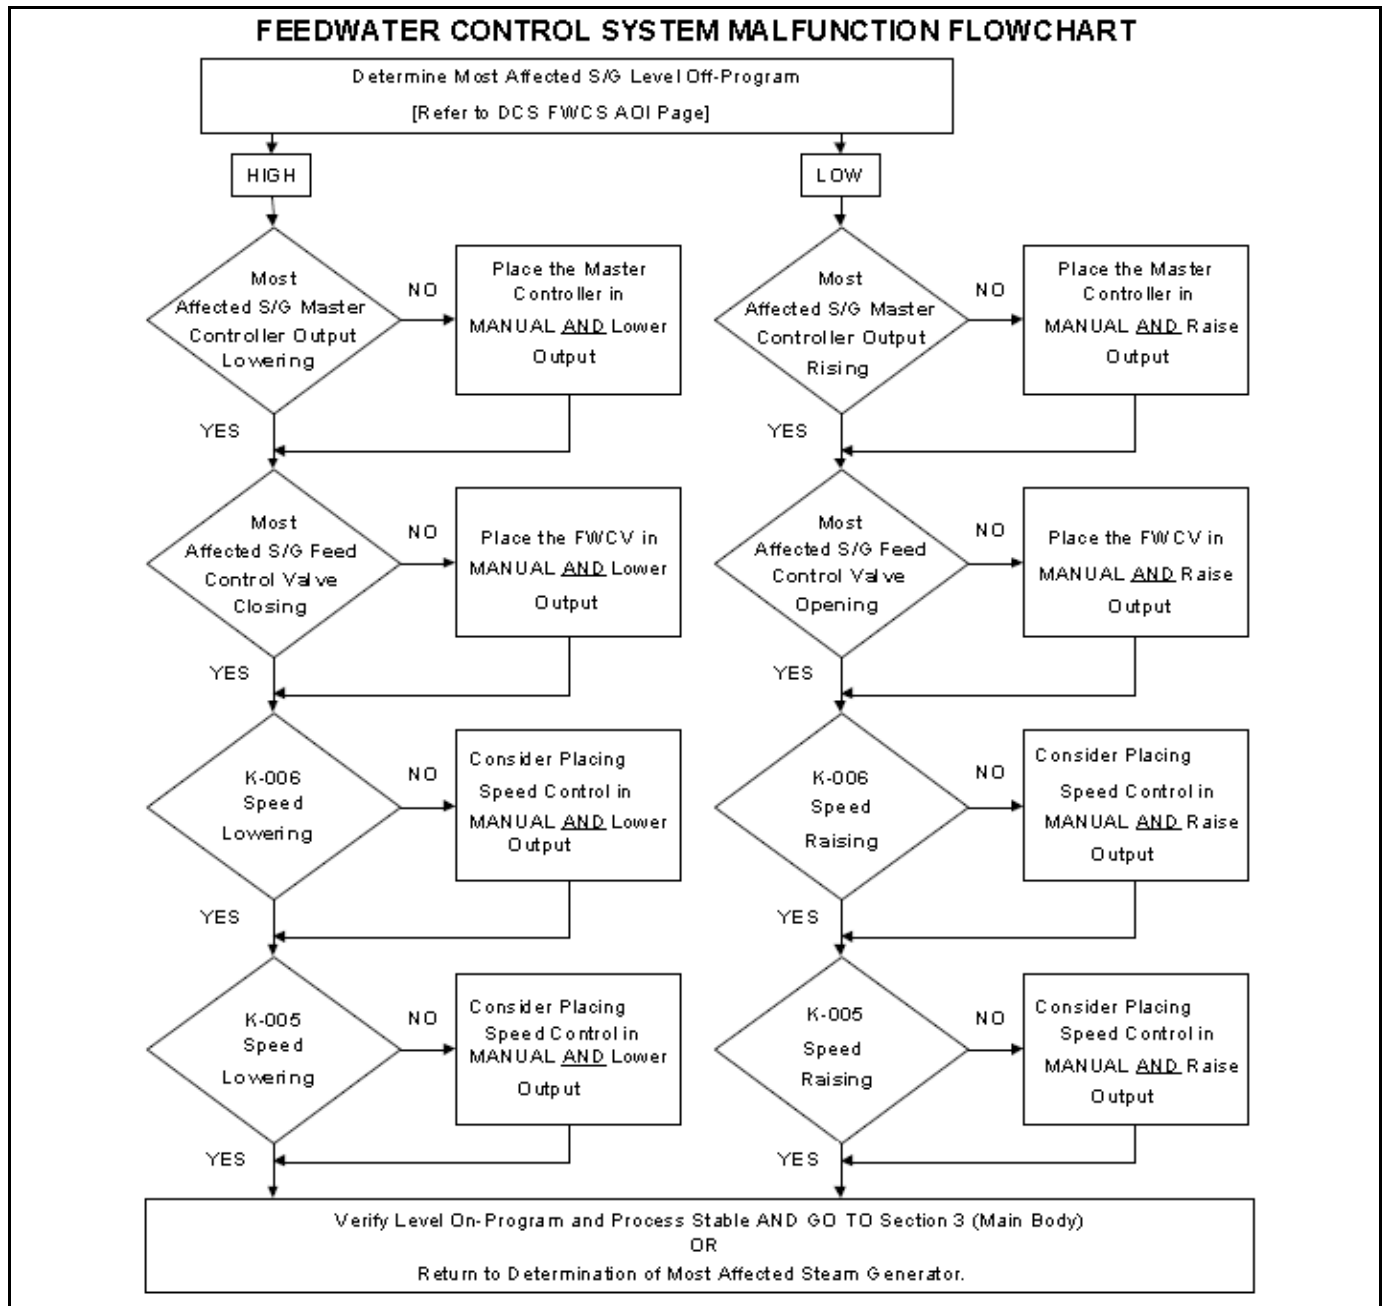 FEEDWATER CONTROL SYSTEM MALFUNCTION FLOWCHART
Determine Most Affected S/G Level Off-Program
[Refer to DCS FWCS AOI Page]
HIGH
Most
Affected S/G Master
Controller Output
Lowering
NO
Place the Master
Controller in
MANUAL AND Lower
Output
YES
Most
Affected S/G Feed
Control Valve
Closing
NO
Place the FWCV in
MANUAL AND Lower
Output
YES
K-006
Speed
Lowering
NO
Consider Placing
Speed Control in
MANUAL AND Lower
Output
YES
K-005
Speed
Lowering
NO
Consider Placing
Speed Control in
MANUAL AND Lower
Output
YES
LOW
Most
Affected S/G Master
Controller Output
Rising
NO
Place the Master
Controller in
MANUAL AND Raise
Output
YES
Most
Affected S/G Feed
Control Valve
Opening
NO
Place the FWCV in
MANUAL AND Raise
Output
YES
K-006
Speed
Raising
NO
Consider Placing
Speed Control in
MANUAL AND Raise
Output
YES
K-005
Speed
Raising
NO
Consider Placing
Speed Control in
MANUAL AND Raise
Output
YES
Verify Level On-Program and Process Stable AND GO TO Section 3 (Main Body)
OR
Return to Determination of Most Affected Steam Generator.